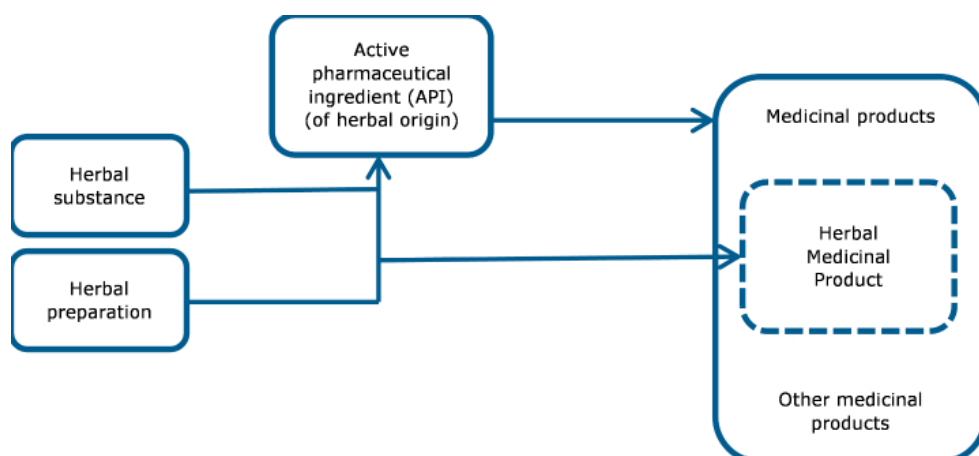 Active
pharmaceutical
ingredient (API)
(of herbal origin)
Medicinal products
Herbal
substance
Herbal
Medicinal
Product
Herbal
preparation
Other medicinal
products